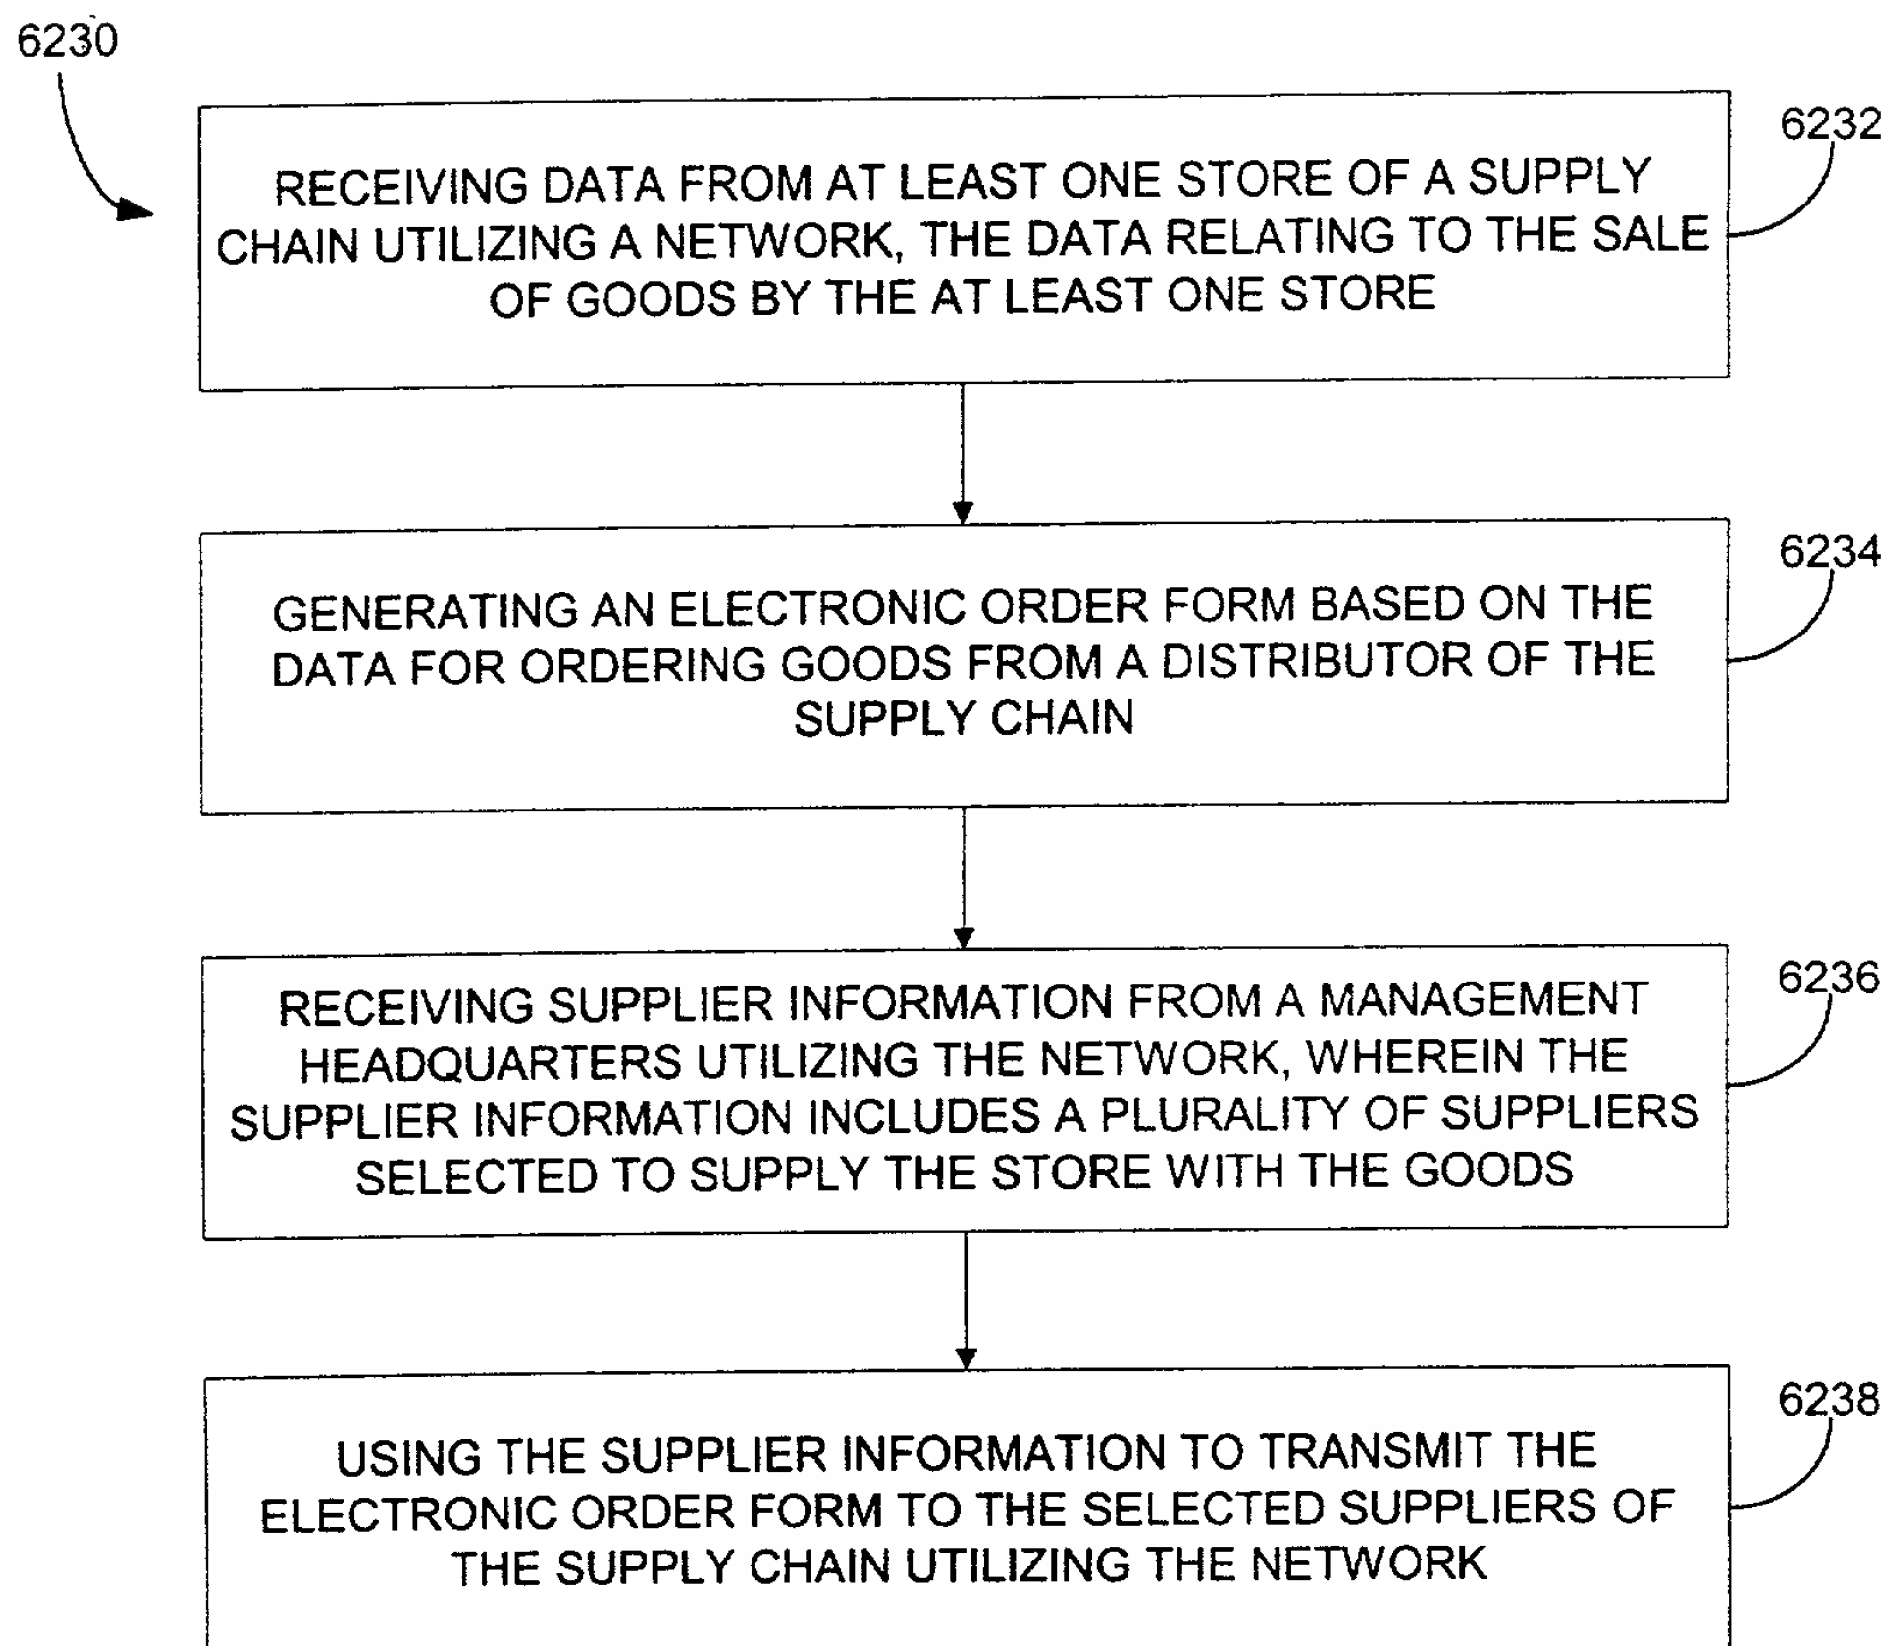 6230
6232
RECEIVING DATA FROM AT LEAST ONE STORE OF A SUPPLY
CHAIN UTILIZING A NETWORK, THE DATA RELATING TO THE SALE
OF GOODS BY THE AT LEAST ONE STORE
6234
GENERATING AN ELECTRONIC ORDER FORM BASED ON THE
DATA FOR ORDERING GOODS FROM A DISTRIBUTOR OF THE
SUPPLY CHAIN
6236
RECEIVING SUPPLIER INFORMATION FROM A MANAGEMENT
HEADQUARTERS UTILIZING THE NETWORK, WHEREIN THE
SUPPLIER INFORMATION INCLUDES A PLURALITY OF SUPPLIERS
SELECTED TO SUPPLY THE STORE WITH THE GOODS
6238
USING THE SUPPLIER INFORMATION TO TRANSMIT THE
ELECTRONIC ORDER FORM TO THE SELECTED SUPPLIERS OF
THE SUPPLY CHAIN UTILIZING THE NETWORK